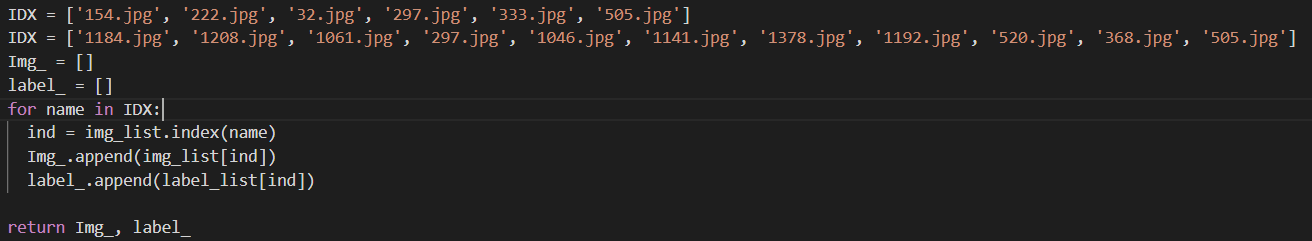 IDX = ['154.jpg', '222.jpg', '32.jpg', '297.jpg', '333.jpg', '505.jpg']
IDX = ['1184.jpg', '1208.jpg', '1061.jpg', '297.jpg', '1046.jpg', '1141.jpg', '1378.jpg', '1192.jpg', '520.jpg', '368.jpg', '505.jpg']
Img_ = []
label_ = []
for name in IDX:
  ind = img_list.index(name)
  Img_.append(img_list[ind])
  label_.append(label_list[ind])
return Img_, label_